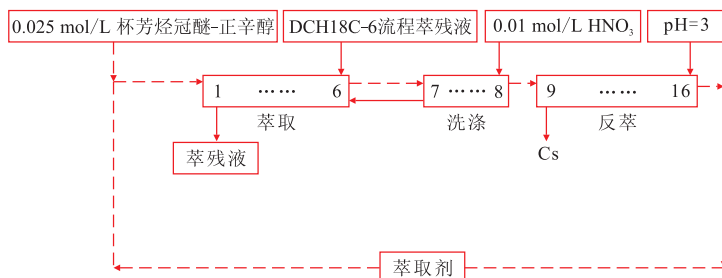 0.025 mol/L 杯芳烃冠醚-正辛醇
DCH18C-6流程萃残液
0.01 mol/L HNO₃
pH=3
1 …… 6
7 …… 8
9 …… 16
萃取
洗涤
反萃
萃残液
Cs
萃取剂